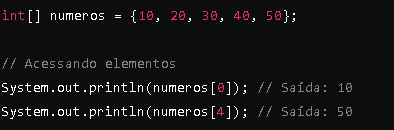 int[] numeros = {10, 20, 30, 40, 50};
// Acessando elementos
System.out.println(numeros[0]); // Saída: 10
System.out.println(numeros[4]); // Saída: 50